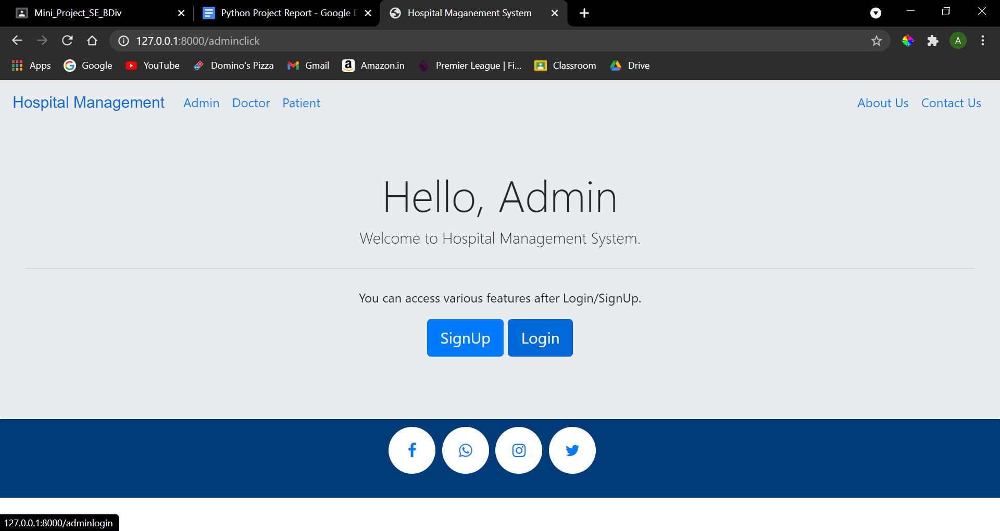 Mini_Project_SE_BDiv
Python Project Report - Google
Hospital Maganement System
127.0.0.1:8000/adminclick
A
Apps
Google
YouTube
Domino's Pizza
Gmail
Amazon.in
Premier League | Fi...
Classroom
Drive
Hospital Management Admin Doctor Patient About Us Contact Us
Hello, Admin
Welcome to Hospital Management System.
You can access various features after Login/SignUp.
SignUp Login
127.0.0.1:8000/adminlogin